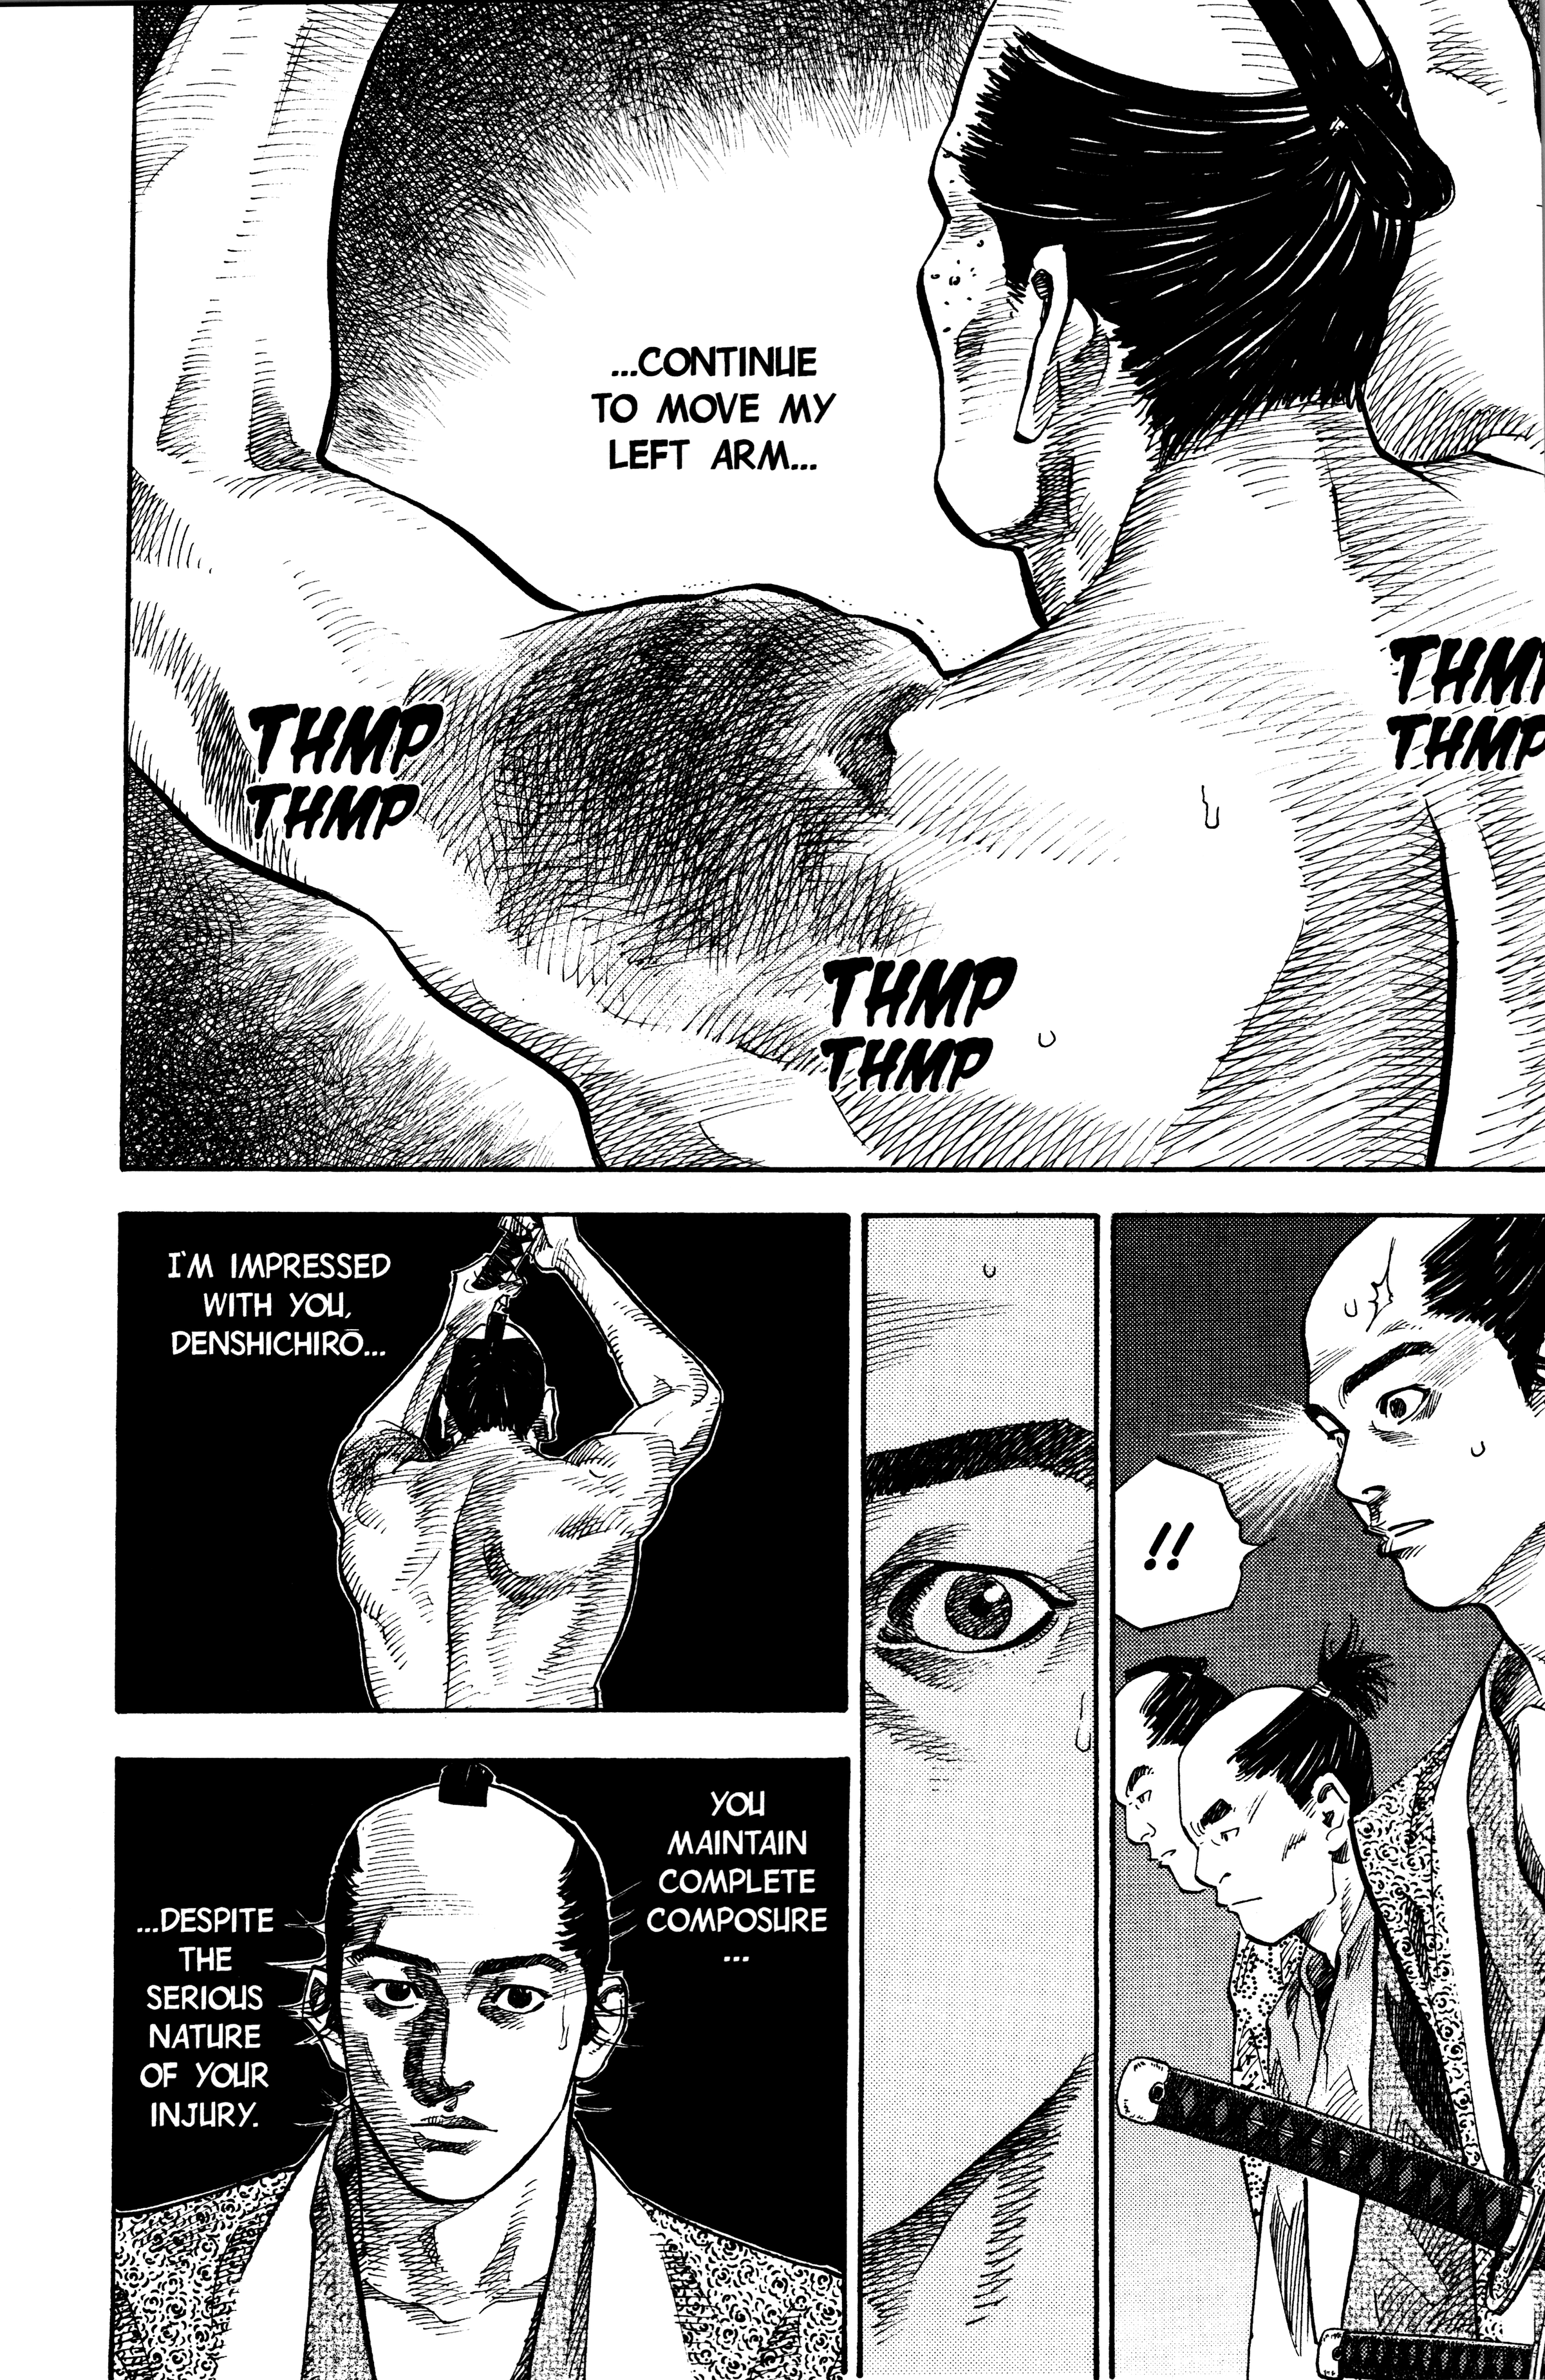 ...CONTINUE
TO MOVE MY
LEFT ARM...
THMP
THMP
THMP
THMP
THMP
THMP
!!
I'M IMPRESSED
WITH YOU,
DENSHICHIRŌ...
YOU
MAINTAIN
COMPLETE
COMPOSURE
...
...DESPITE
THE
SERIOUS
NATURE
OF YOUR
INJURY.